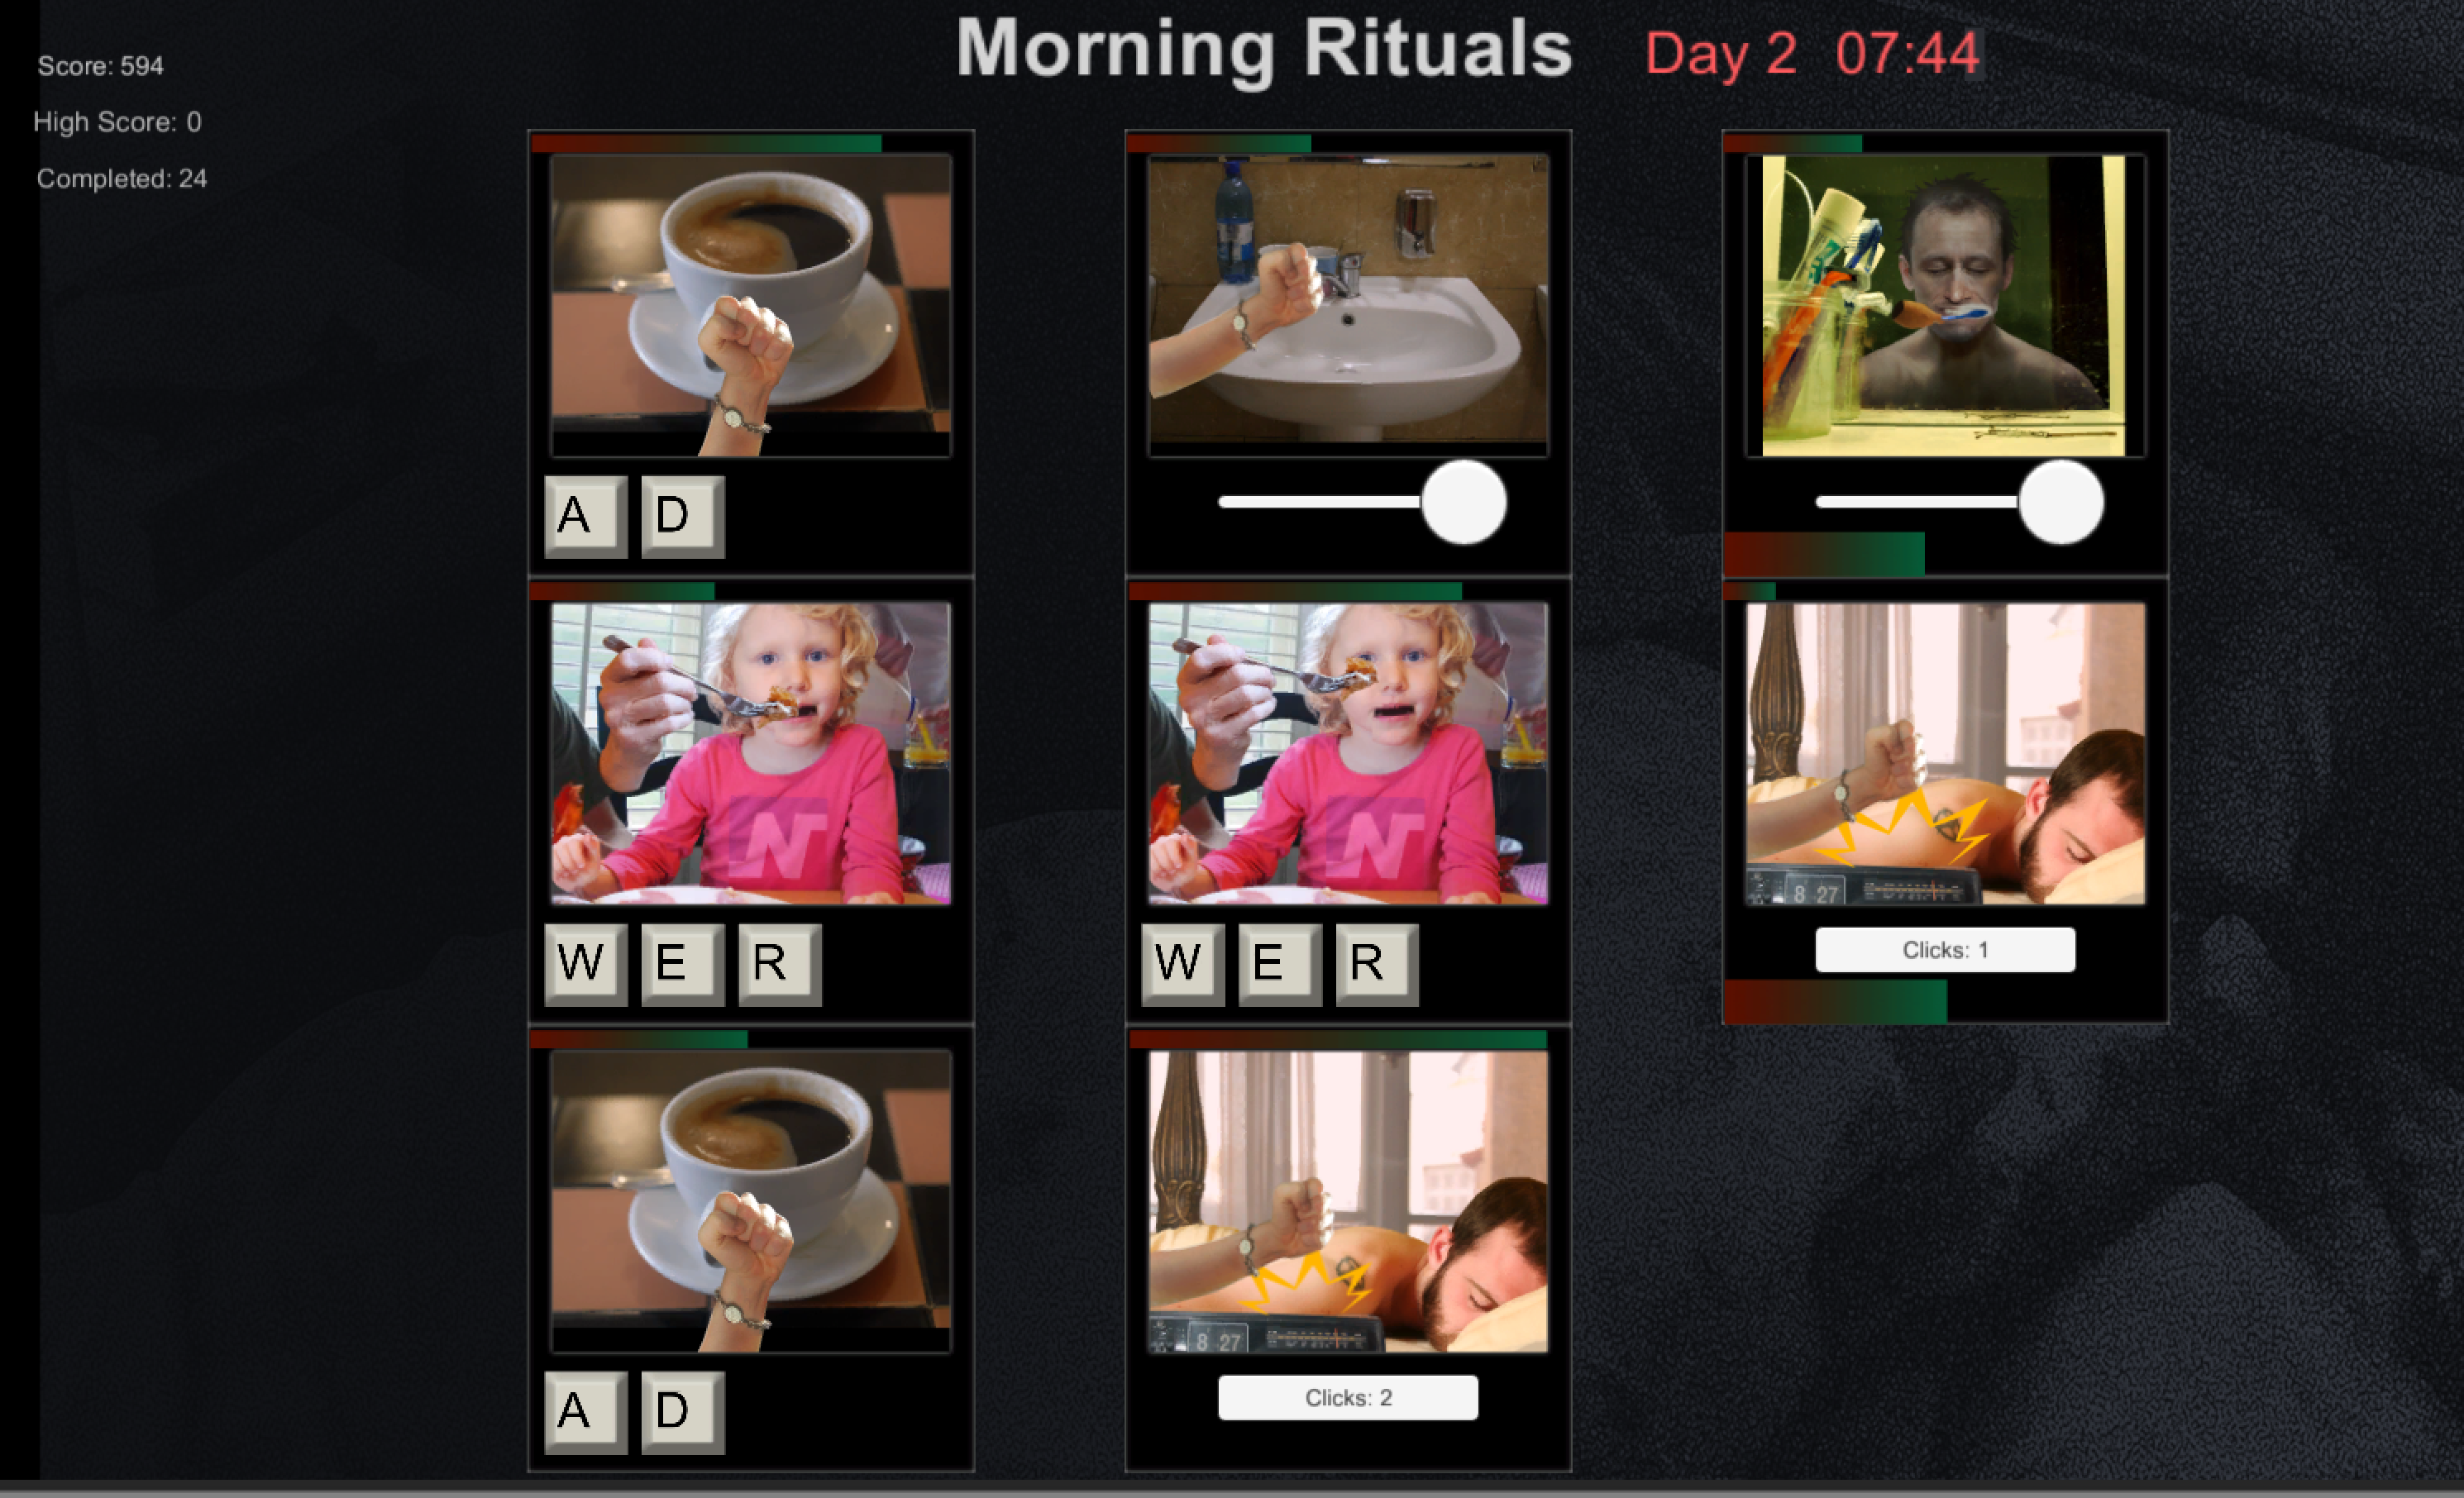 Morning Rituals Day 2 07:44
Score: 594
High Score: 0
Completed: 24
A D
W E R
W E R
8 27
Clicks: 1
A D
8 27
Clicks: 2